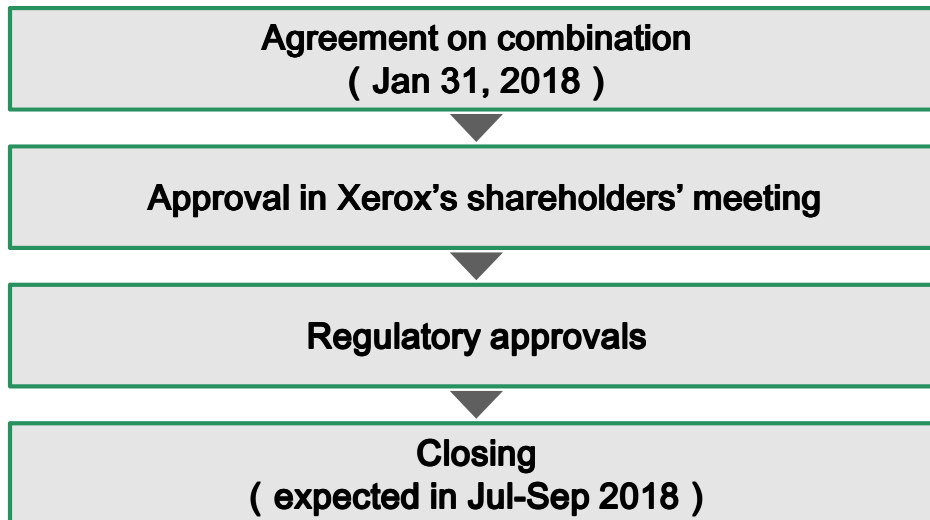 Agreement on combination
( Jan 31, 2018 )
Approval in Xerox’s shareholders’ meeting
Regulatory approvals
Closing
( expected in Jul-Sep 2018 )